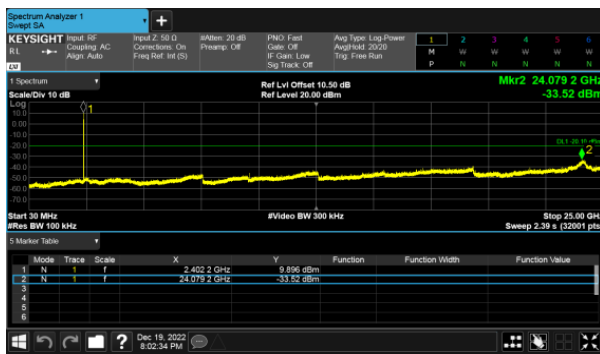 Spectrum Analyzer 1
Swept SA
+
KEYSIGHT Input: RF Input Z: 50 Ω #Atten: 20 dB PNO: Fast Avg Type: Log-Power 1 2 3 4 5 6
RL Coupling: AC Corrections: On Preamp: Off Gate: Off Avg|Hold: 20/20 M W W W W W
Align: Auto Freq Ref: Int (S) IF Gain: Low Trig: Free Run
LXI Sig Track: Off P N N N N N
1 Spectrum Ref Lvl Offset 10.50 dB Mkr2 24.079 2 GHz
Scale/Div 10 dB Ref Level 20.00 dBm -33.52 dBm
Log
10.0 1
0.00
-10.0
-20.0 DL1 -20.10 dBm
-30.0 2
-40.0
-50.0
-60.0
-70.0
Start 30 MHz #Video BW 300 kHz Stop 25.00 GHz
#Res BW 100 kHz Sweep 2.39 s (32001 pts)
5 Marker Table
Mode Trace Scale X Y Function Function Width Function Value
1 N 1 f 2.402 2 GHz 9.896 dBm
2 N 1 f 24.079 2 GHz -33.52 dBm
3
4
5
6
? Dec 19, 2022
8:02:34 PM